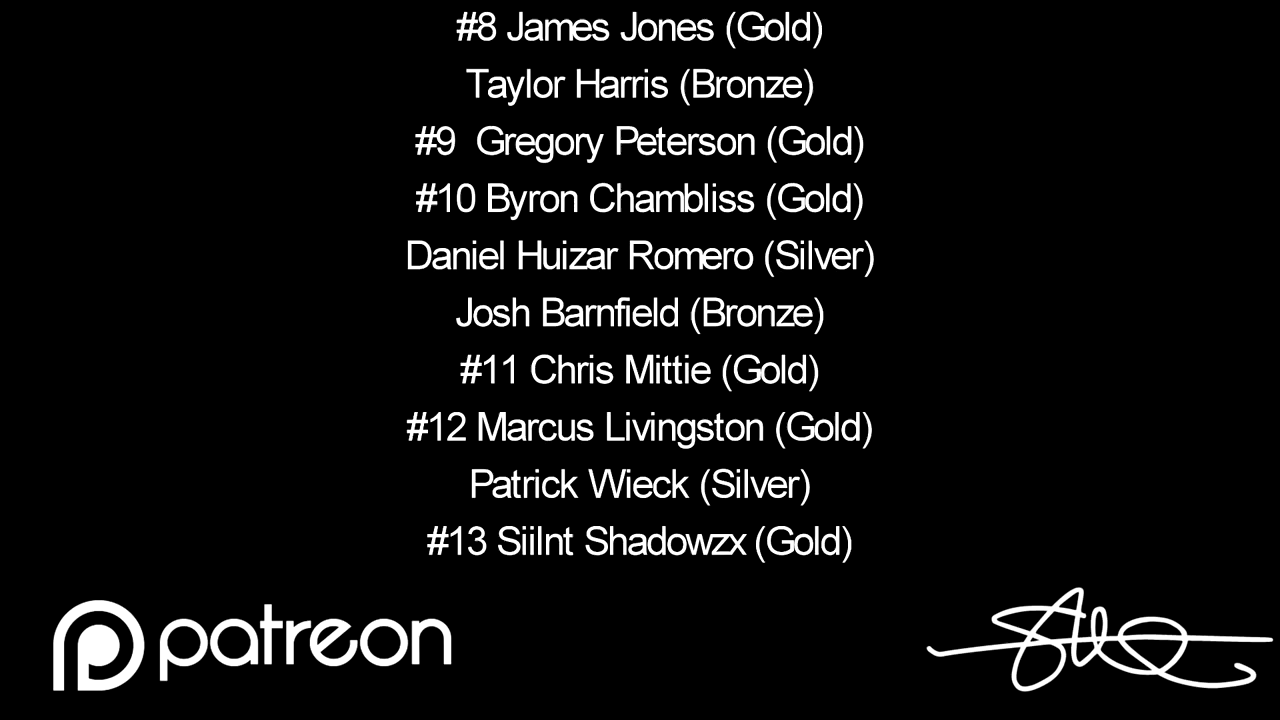 #8 James Jones (Gold)
Taylor Harris (Bronze)
#9  Gregory Peterson (Gold)
#10 Byron Chambliss (Gold)
Daniel Huizar Romero (Silver)
Josh Barnfield (Bronze)
#11 Chris Mittie (Gold)
#12 Marcus Livingston (Gold)
Patrick Wieck (Silver)
#13 Siilnt Shadowzx (Gold)
patreon